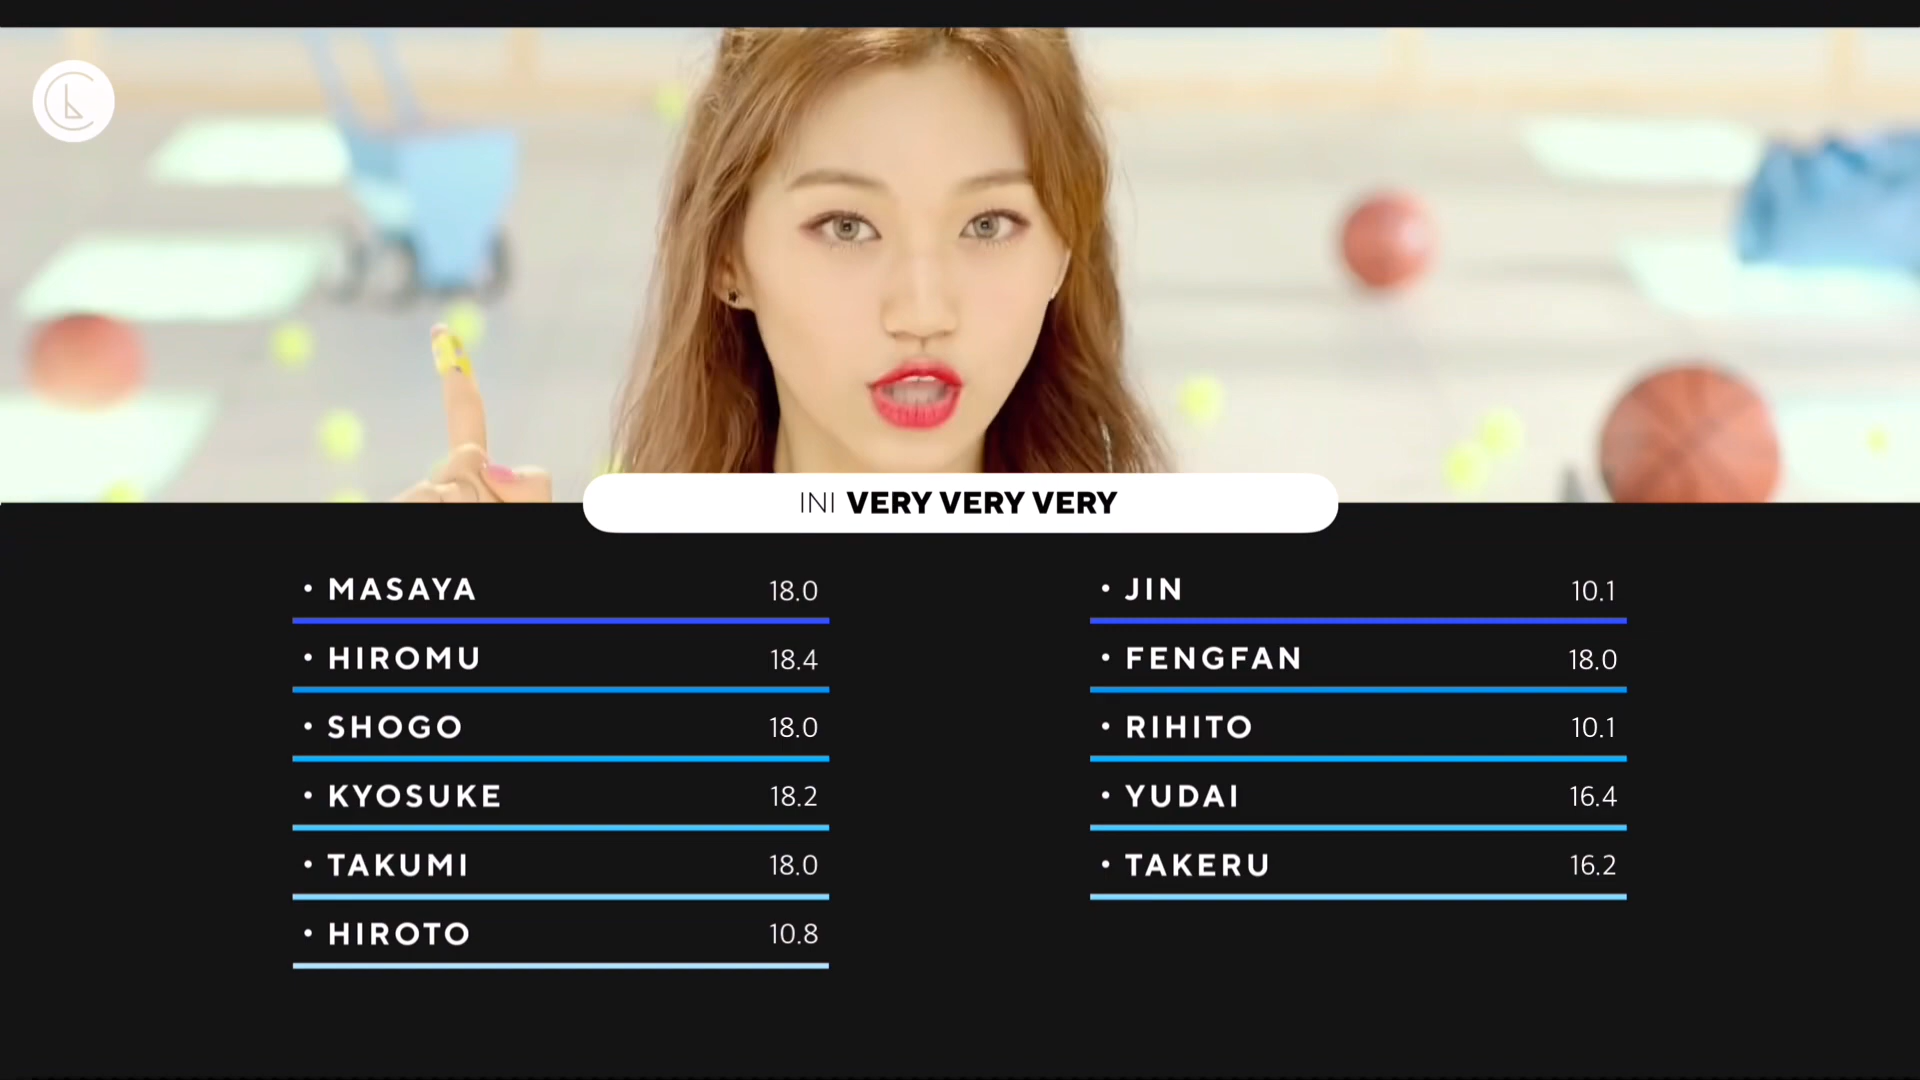 INI VERY VERY VERY
• MASAYA 18.0
• HIROMU 18.4
• SHOGO 18.0
• KYOSUKE 18.2
• TAKUMI 18.0
• HIROTO 10.8
• JIN 10.1
• FENGFAN 18.0
• RIHITO 10.1
• YUDAI 16.4
• TAKERU 16.2